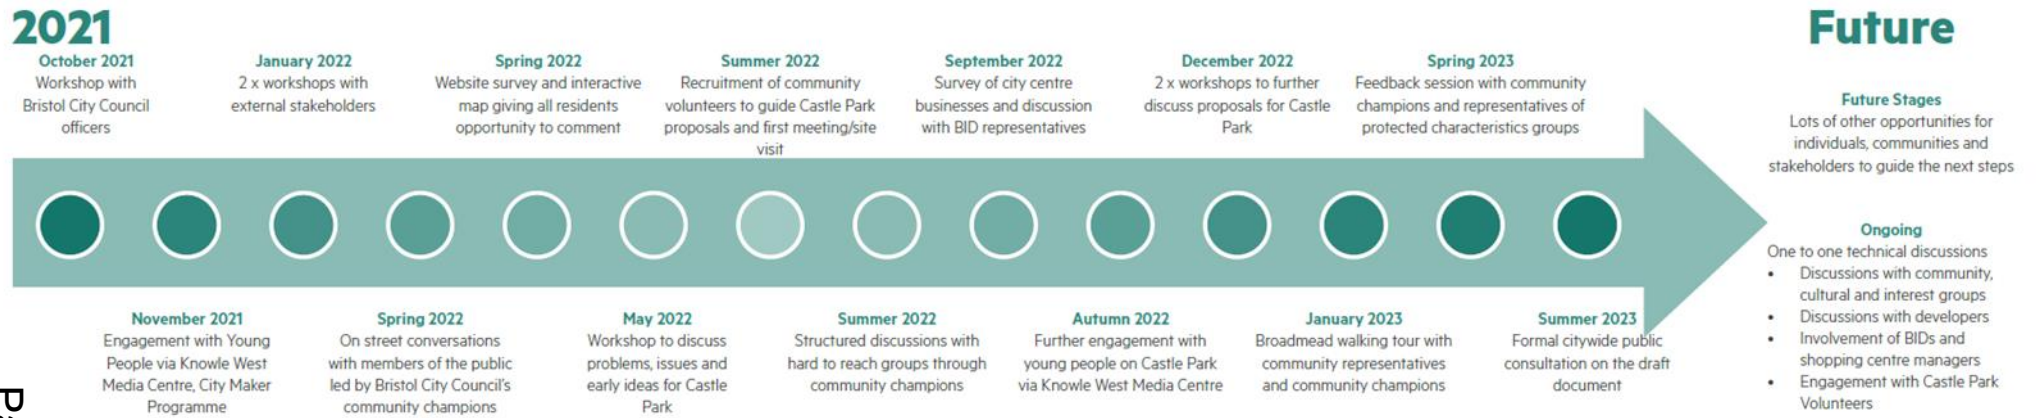 2021
October 2021
Workshop with
Bristol City Council
officers
January 2022
2 x workshops with
external stakeholders
Spring 2022
Website survey and interactive
map giving all residents
opportunity to comment
Summer 2022
Recruitment of community
volunteers to guide Castle Park
proposals and first meeting/site
visit
September 2022
Survey of city centre
businesses and discussion
with BID representatives
December 2022
2 x workshops to further
discuss proposals for Castle
Park
Spring 2023
Feedback session with community
champions and representatives of
protected characteristics groups
November 2021
Engagement with Young
People via Knowle West
Media Centre, City Maker
Programme
Spring 2022
On street conversations
with members of the public
led by Bristol City Council's
community champions
May 2022
Workshop to discuss
problems, issues and
early ideas for Castle
Park
Summer 2022
Structured discussions with
hard to reach groups through
community champions
Autumn 2022
Further engagement with
young people on Castle Park
via Knowle West Media Centre
January 2023
Broadmead walking tour with
community representatives
and community champions
Summer 2023
Formal citywide public
consultation on the draft
document
Future
Future Stages
Lots of other opportunities for
individuals, communities and
stakeholders to guide the next steps
Ongoing
One to one technical discussions
• Discussions with community,
cultural and interest groups
• Discussions with developers
• Involvement of BIDs and
shopping centre managers
• Engagement with Castle Park
Volunteers